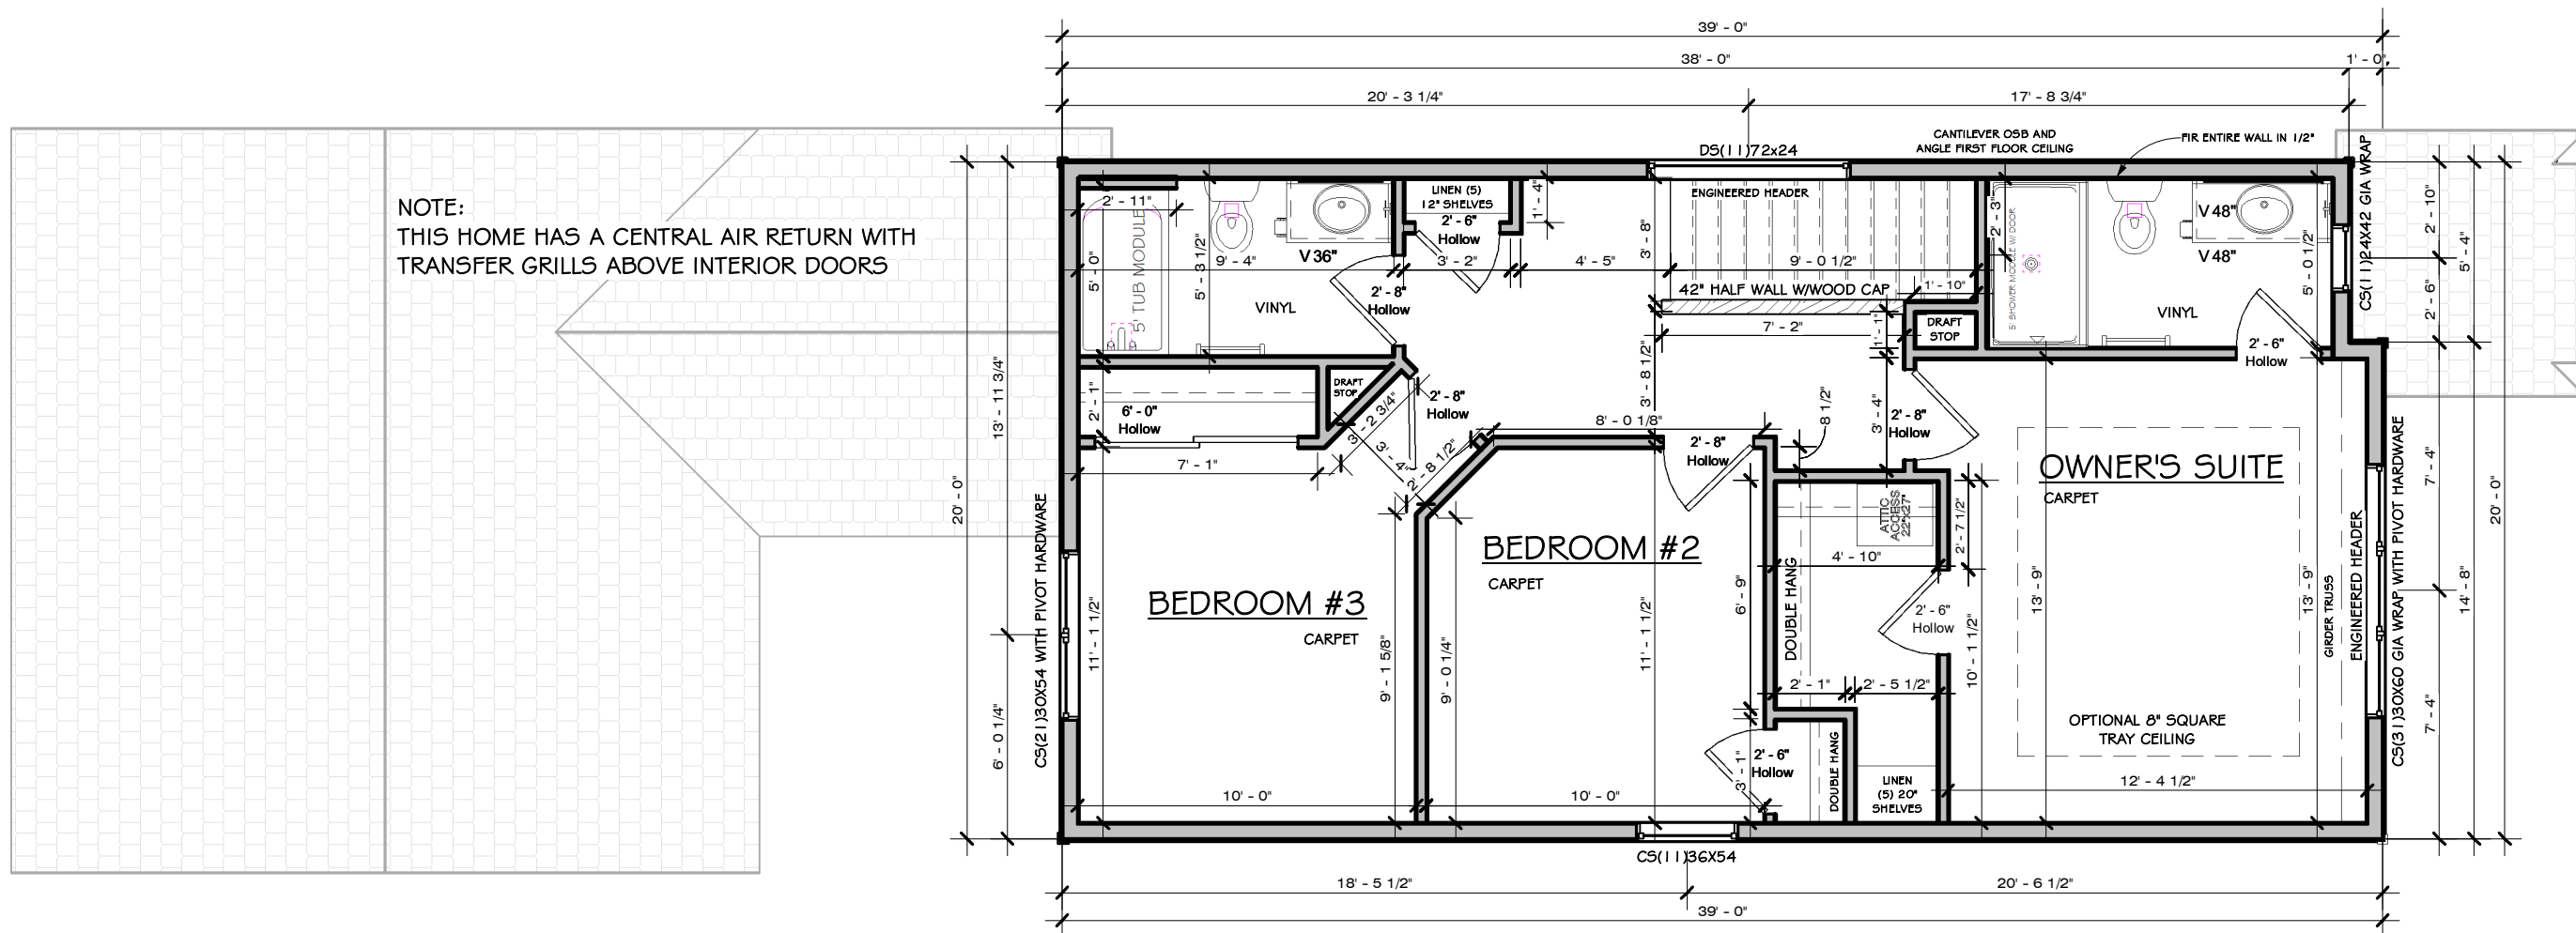 39' - 0"
38' - 0"
1' - 0"
20' - 3 1/4"
17' - 8 3/4"
CANTILEVER OSB AND
ANGLE FIRST FLOOR CEILING
FIR ENTIRE WALL IN 1/2"
DS(11)72x24
NOTE:
THIS HOME HAS A CENTRAL AIR RETURN WITH
TRANSFER GRILLS ABOVE INTERIOR DOORS
2' - 11"
5' - 0"
5' TUB MODULE
5' - 3 1/2"
9' - 4"
V 36"
VINYL
LINEN (5)
12" SHELVES
2' - 6"
Hollow
1' - 4"
3' - 2"
4' - 5"
3' - 8"
ENGINEERED HEADER
9' - 0 1/2"
42" HALF WALL W/WOOD CAP
1' - 10"
7' - 2"
1' - 1"
DRAFT
STOP
2' - 3"
5' SHOWER MODULE W/ DOOR
V 48"
V 48"
VINYL
5' - 0 1/2"
2' - 6"
Hollow
CS(11)24X42 GIA WRAP
2' - 10"
2' - 6"
5' - 4"
2' - 8"
Hollow
DRAFT
STOP
2' - 8"
Hollow
2' - 1"
6' - 0"
Hollow
7' - 1"
3' - 2 3/4"
3' - 4"
2' - 8 1/2"
3' - 8 1/2"
8' - 0 1/8"
2' - 8"
Hollow
8 1/2"
3' - 4"
2' - 8"
Hollow
13' - 11 3/4"
20' - 0"
6' - 0 1/4"
CS(21)30X54 WITH PIVOT HARDWARE
BEDROOM #3
CARPET
11' - 1 1/2"
9' - 1 5/8"
10' - 0"
BEDROOM #2
CARPET
9' - 0 1/4"
11' - 1 1/2"
10' - 0"
6' - 9"
3' - 1"
2' - 6"
Hollow
ATTIC
ACCESS
22"x27"
4' - 10"
2' - 7 1/2"
DOUBLE HANG
2' - 6"
Hollow
2' - 1"
2' - 5 1/2"
DOUBLE HANG
LINEN
(5) 20"
SHELVES
10' - 1 1/2"
OWNER'S SUITE
CARPET
13' - 9"
13' - 9"
OPTIONAL 8" SQUARE
TRAY CEILING
12' - 4 1/2"
GIRDER TRUSS
ENGINEERED HEADER
CS(31)30X60 GIA WRAP WITH PIVOT HARDWARE
7' - 4"
7' - 4"
14' - 8"
20' - 0"
CS(11)36X54
18' - 5 1/2"
20' - 6 1/2"
39' - 0"